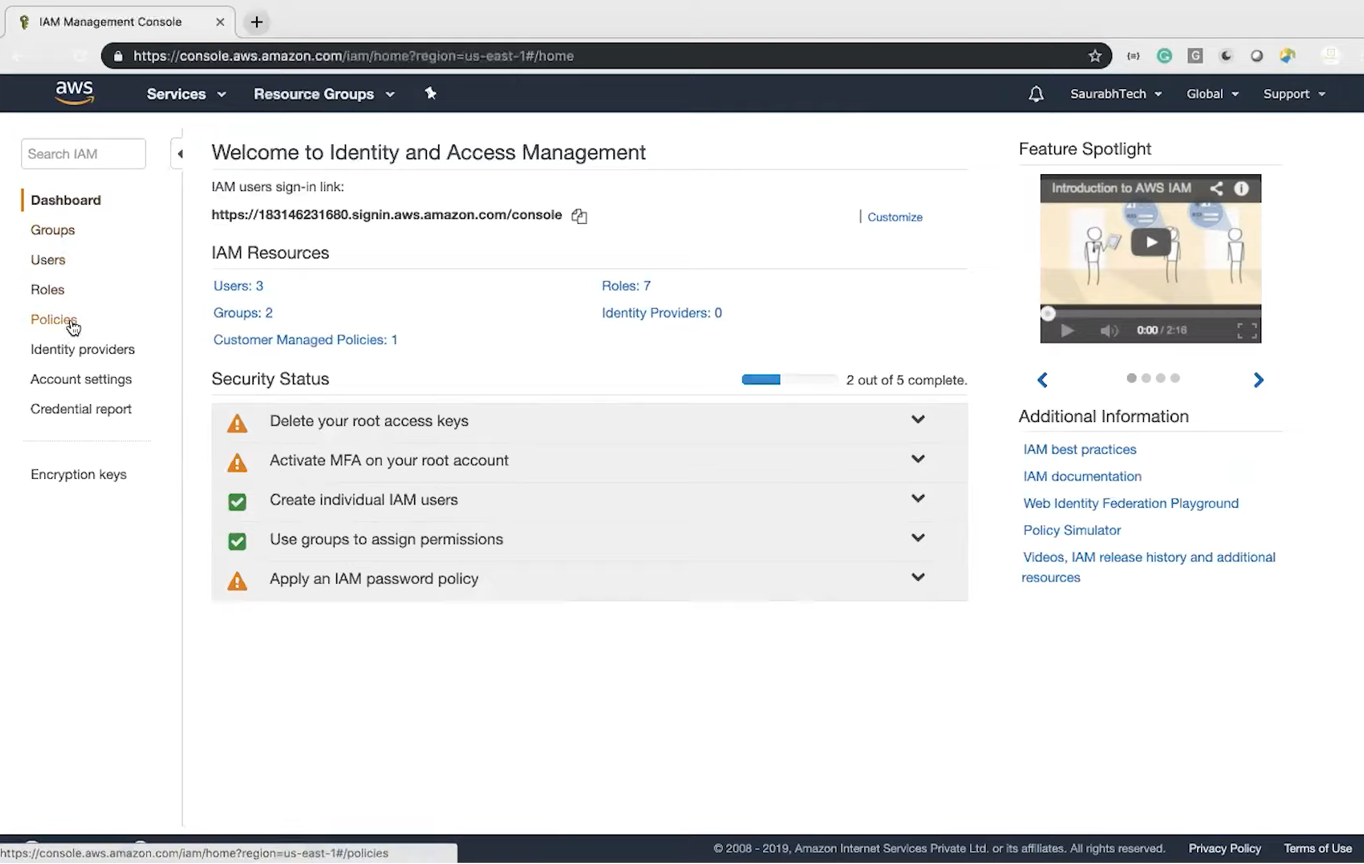 IAM Management Console
https://console.aws.amazon.com/iam/home?region=us-east-1#/home
aws
Services
Resource Groups
SaurabhTech
Global
Support
Search IAM
Dashboard
Groups
Users
Roles
Policies
Identity providers
Account settings
Credential report
Encryption keys
Welcome to Identity and Access Management
IAM users sign-in link:
https://183146231680.signin.aws.amazon.com/console
Customize
IAM Resources
Users: 3
Roles: 7
Groups: 2
Identity Providers: 0
Customer Managed Policies: 1
Security Status
2 out of 5 complete.
Delete your root access keys
Activate MFA on your root account
Create individual IAM users
Use groups to assign permissions
Apply an IAM password policy
Feature Spotlight
Introduction to AWS IAM
0:00 / 2:16
Additional Information
IAM best practices
IAM documentation
Web Identity Federation Playground
Policy Simulator
Videos, IAM release history and additional
resources
https://console.aws.amazon.com/iam/home?region=us-east-1#/policies
© 2008 - 2019, Amazon Internet Services Private Ltd. or its affiliates. All rights reserved.
Privacy Policy
Terms of Use